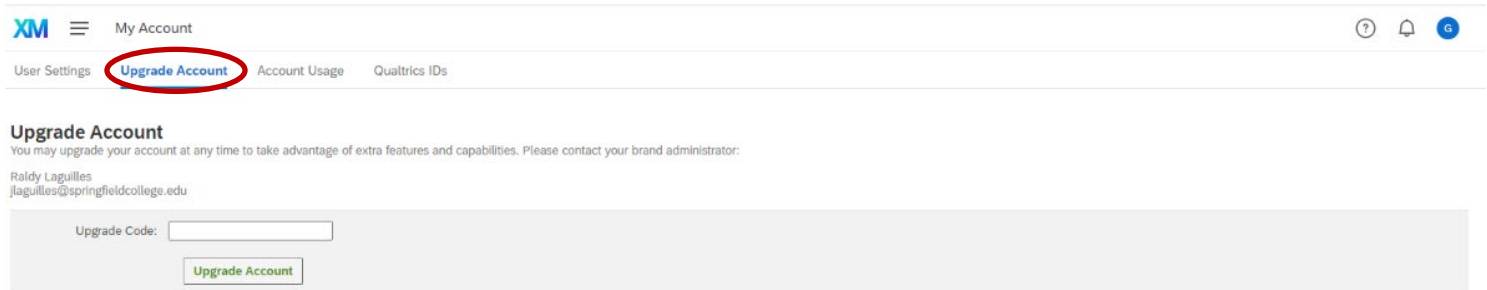 XM My Account G
User Settings Upgrade Account Account Usage Qualtrics IDs
Upgrade Account
You may upgrade your account at any time to take advantage of extra features and capabilities. Please contact your brand administrator:
Raldy Laguilles
jlaguilles@springfieldcollege.edu
Upgrade Code:
Upgrade Account